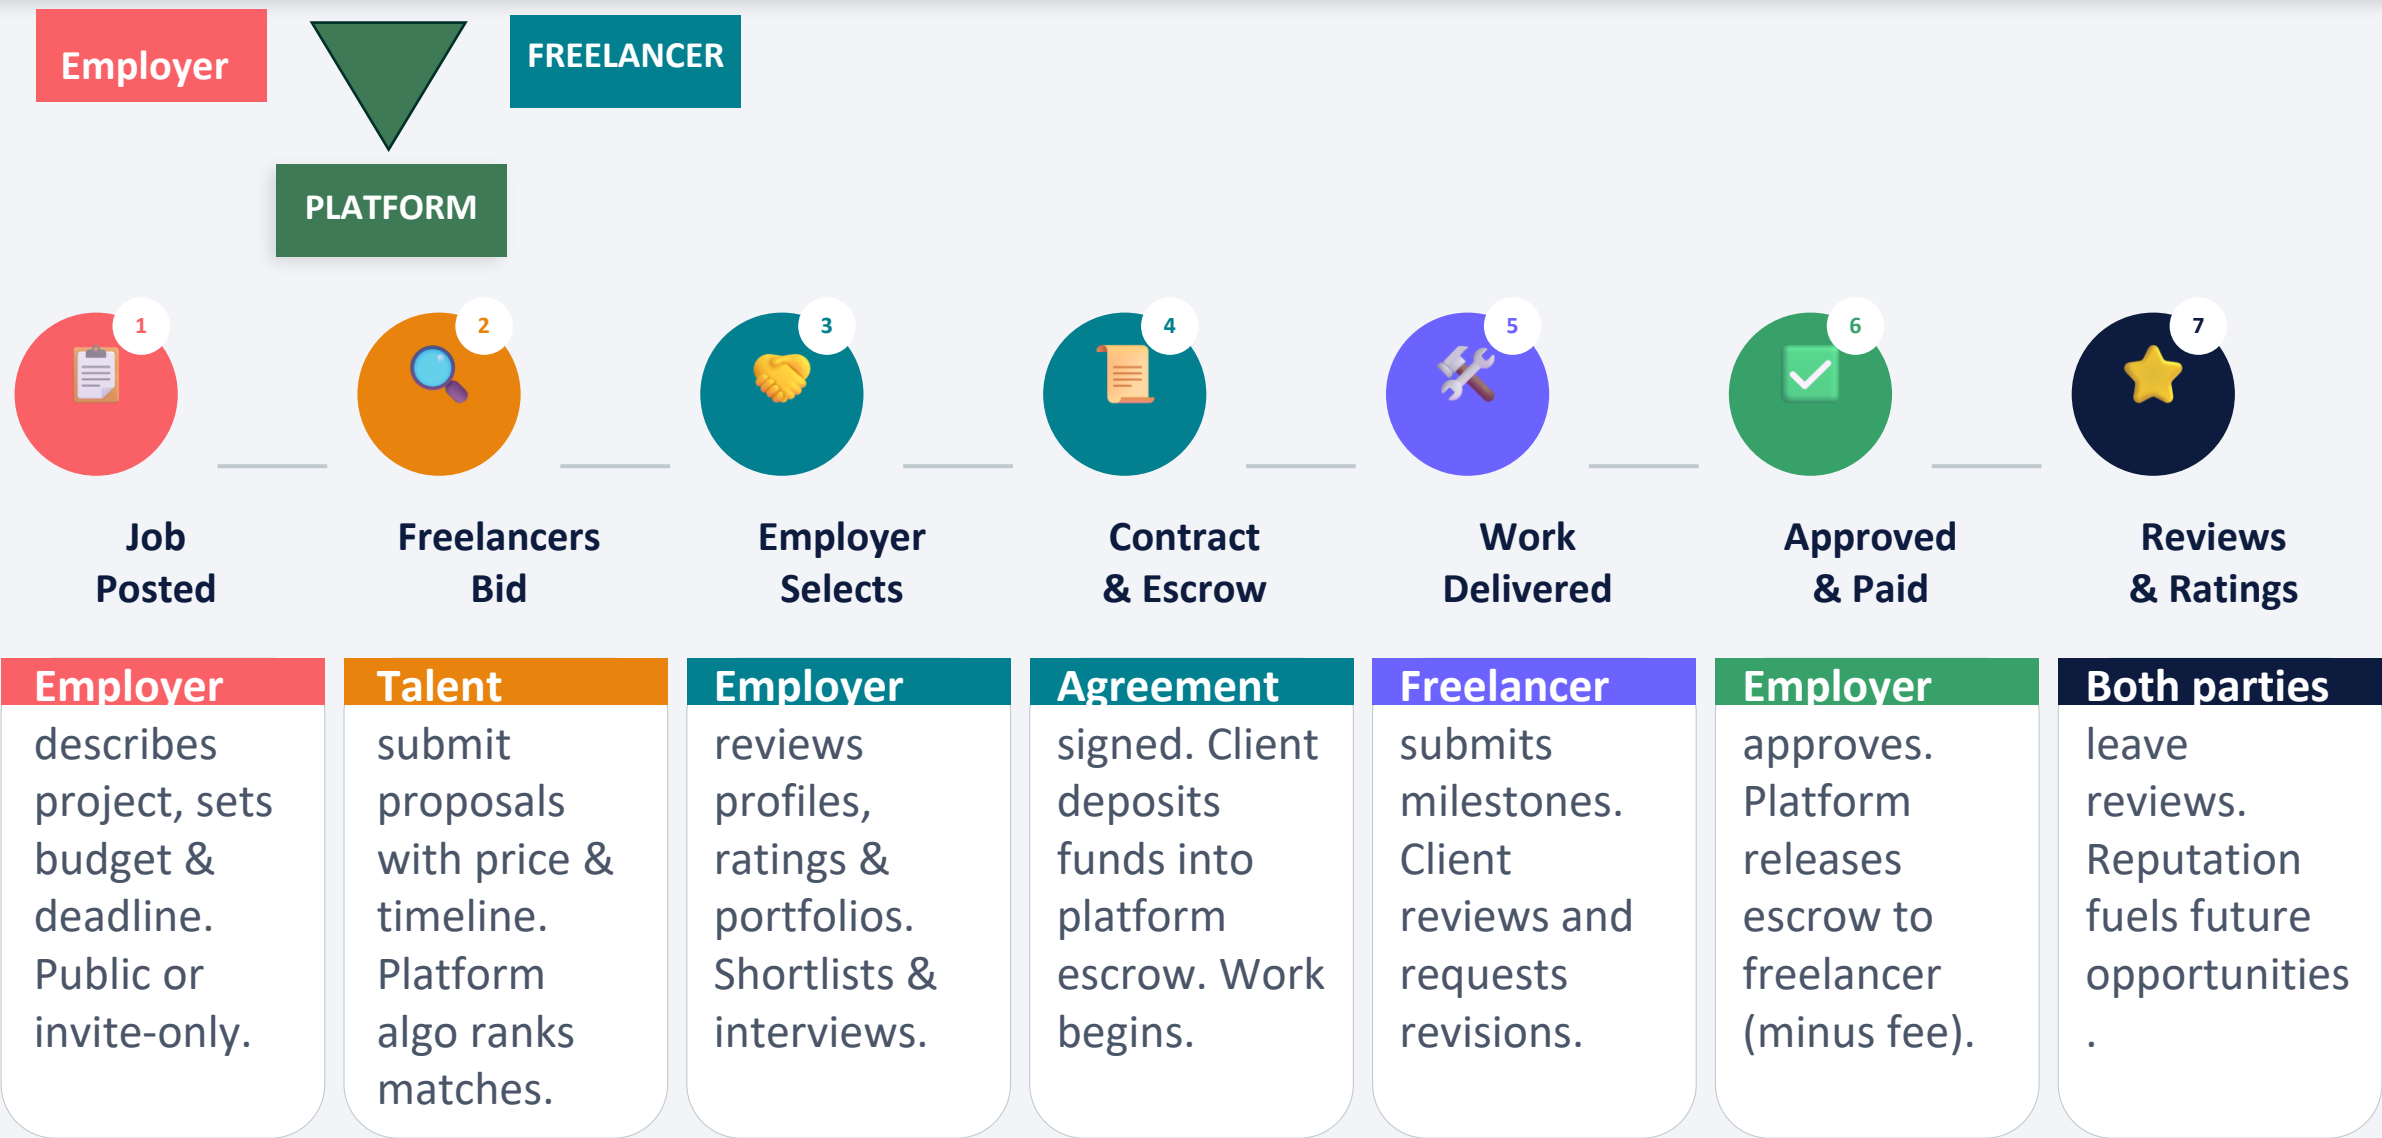 Employer
FREELANCER
PLATFORM
1
2
3
4
5
6
7
Job
Posted
Freelancers
Bid
Employer
Selects
Contract
& Escrow
Work
Delivered
Approved
& Paid
Reviews
& Ratings
Employer
describes
project, sets
budget &
deadline.
Public or
invite-only.
Talent
submit
proposals
with price &
timeline.
Platform
algo ranks
matches.
Employer
reviews
profiles,
ratings &
portfolios.
Shortlists &
interviews.
Agreement
signed. Client
deposits
funds into
platform
escrow. Work
begins.
Freelancer
submits
milestones.
Client
reviews and
requests
revisions.
Employer
approves.
Platform
releases
escrow to
freelancer
(minus fee).
Both parties
leave
reviews.
Reputation
fuels future
opportunities
.